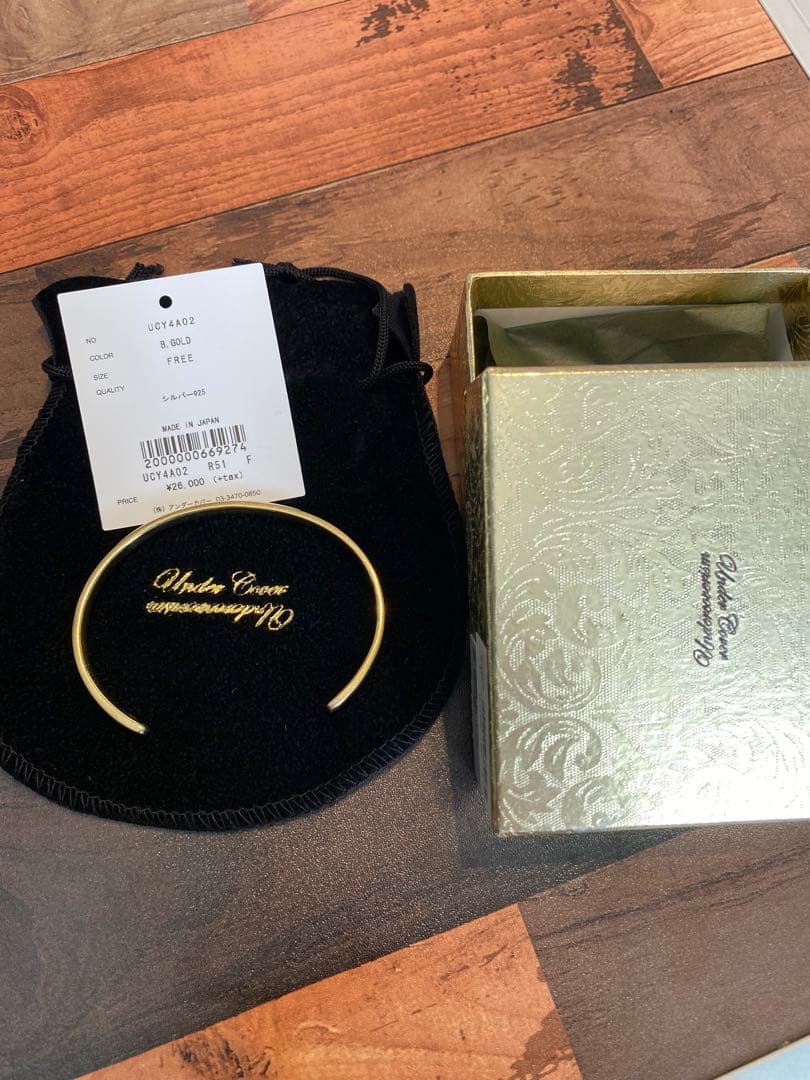 NO UCY4A02
COLOR B.GOLD
SIZE FREE
QUALITY
シルバー925
MADE IN JAPAN
2000000669274
UCY4A02 R51 F
PRICE ¥26,000 (+tax)
(株) アンダーカバー 03-3470-0850
Under Cover
Under Cover